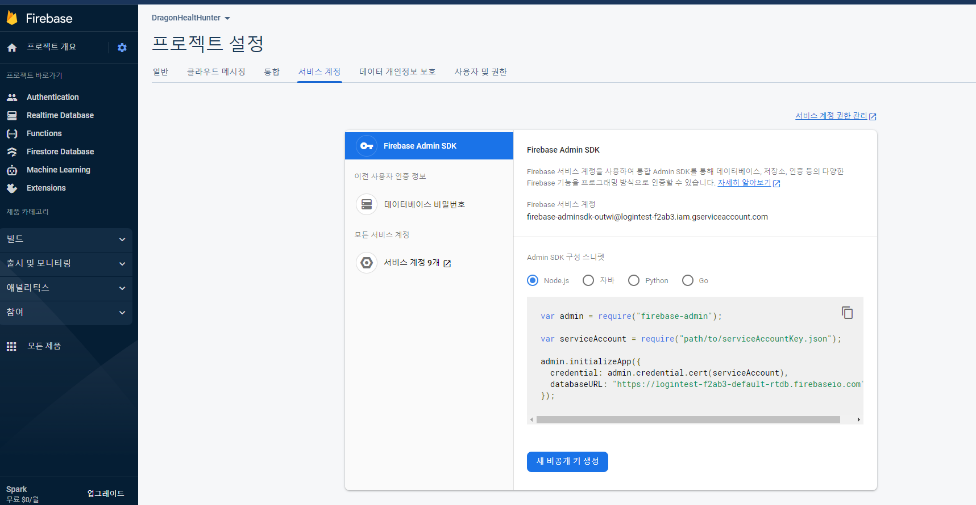 Firebase
프로젝트 개요
프로젝트 바로가기
Authentication
Realtime Database
Functions
Firestore Database
Machine Learning
Extensions
제품 카테고리
빌드
출시 및 모니터링
애널리틱스
참여
모든 제품
Spark
무료 $0/월
업그레이드
DragonHealtHunter
프로젝트 설정
일반 클라우드 메시징 통합 서비스 계정 데이터 개인정보 보호 사용자 및 권한
서비스 계정 권한 관리
Firebase Admin SDK
이전 사용자 인증 정보
데이터베이스 비밀번호
모든 서비스 계정
서비스 계정 9개
Firebase Admin SDK
Firebase 서비스 계정을 사용하여 통합 Admin SDK를 통해 데이터베이스, 저장소, 인증 등의 다양한
Firebase 기능을 프로그래밍 방식으로 인증할 수 있습니다. 자세히 알아보기
Firebase 서비스 계정
firebase-adminsdk-outwi@logintest-f2ab3.iam.gserviceaccount.com
Admin SDK 구성 스니펫
Node.js 자바 Python Go
var admin = require("firebase-admin");
var serviceAccount = require("path/to/serviceAccountKey.json");
admin.initializeApp({
credential: admin.credential.cert(serviceAccount),
databaseURL: "https://logintest-f2ab3-default-rtdb.firebaseio.com"
});
새 비공개 키 생성